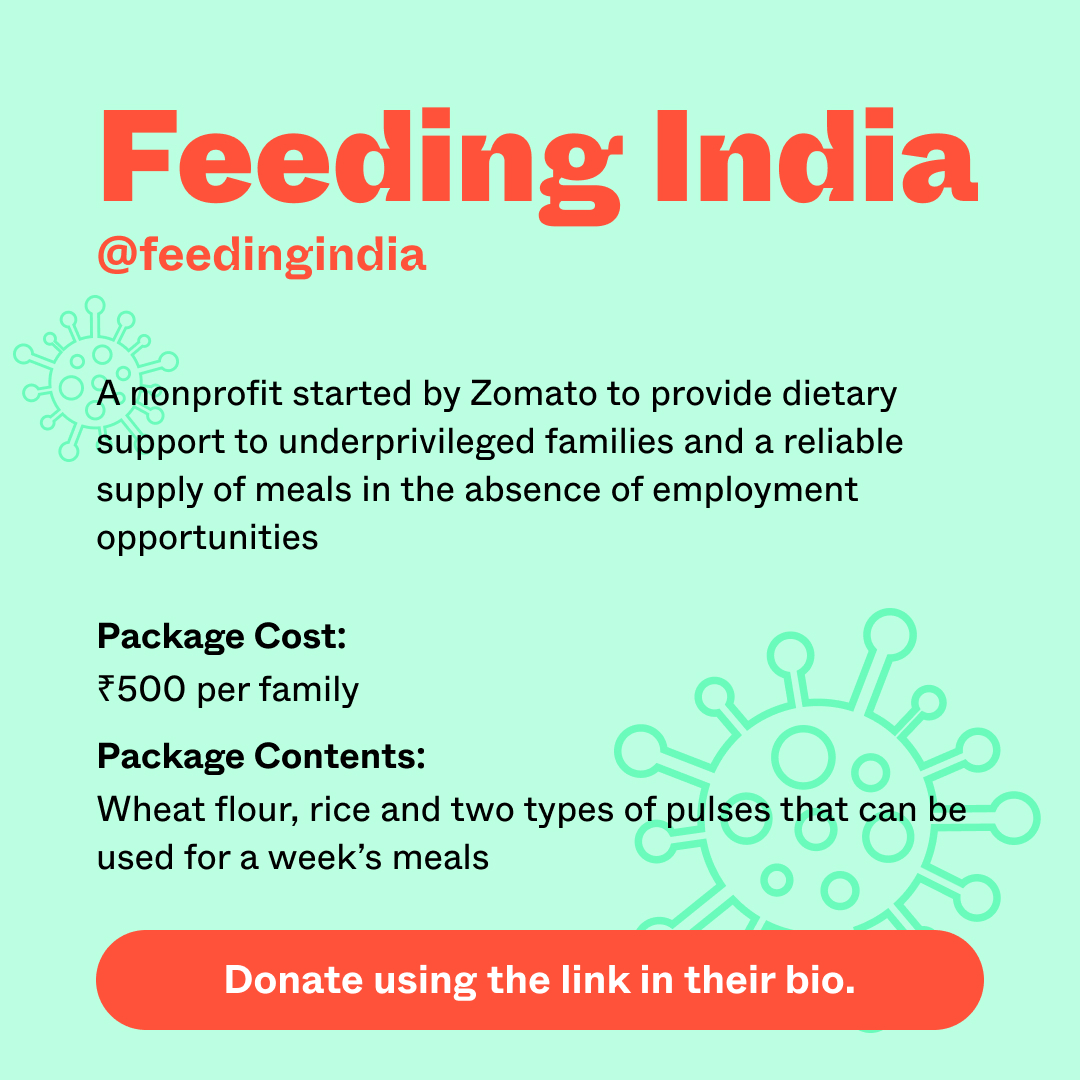 Feeding India
@feedingindia
A nonprofit started by Zomato to provide dietary
support to underprivileged families and a reliable
supply of meals in the absence of employment
opportunities
Package Cost:
₹500 per family
Package Contents:
Wheat flour, rice and two types of pulses that can be
used for a week’s meals
Donate using the link in their bio.